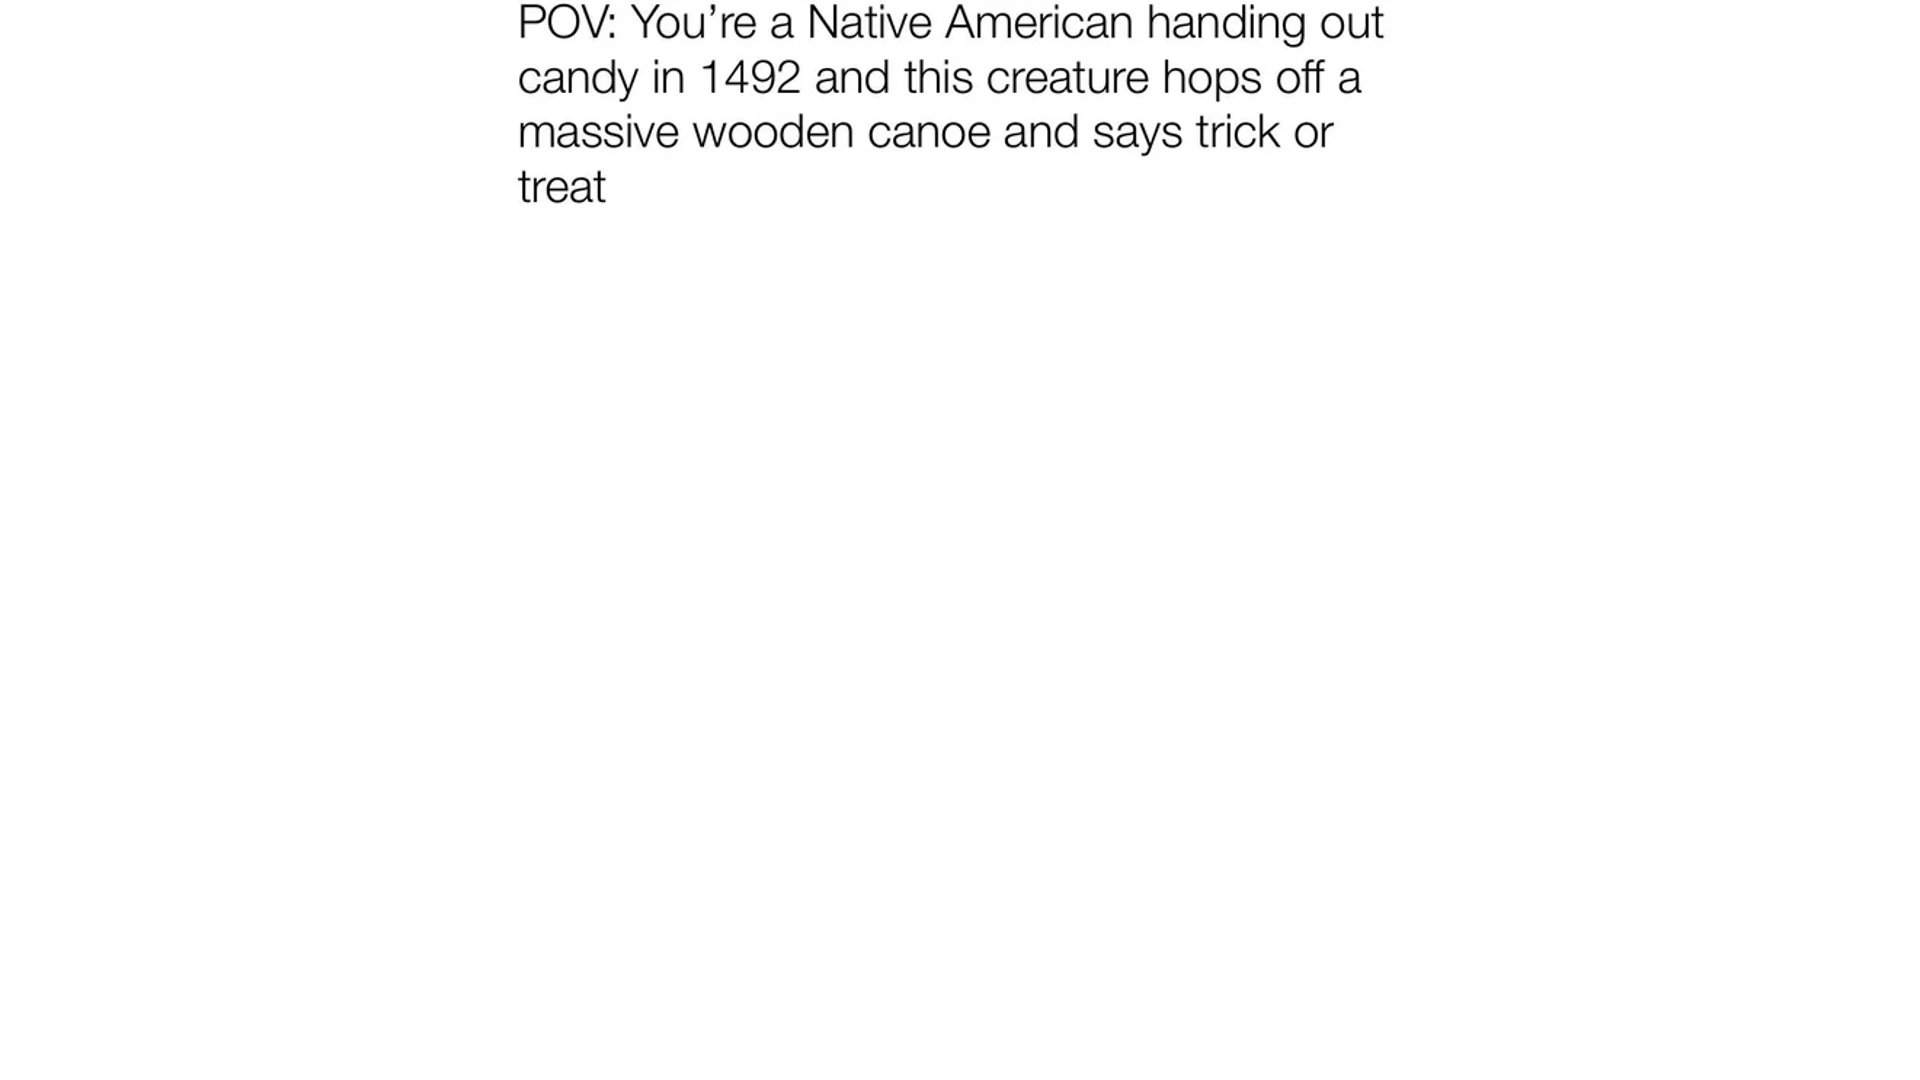 POV: You’re a Native American handing out
candy in 1492 and this creature hops off a
massive wooden canoe and says trick or
treat